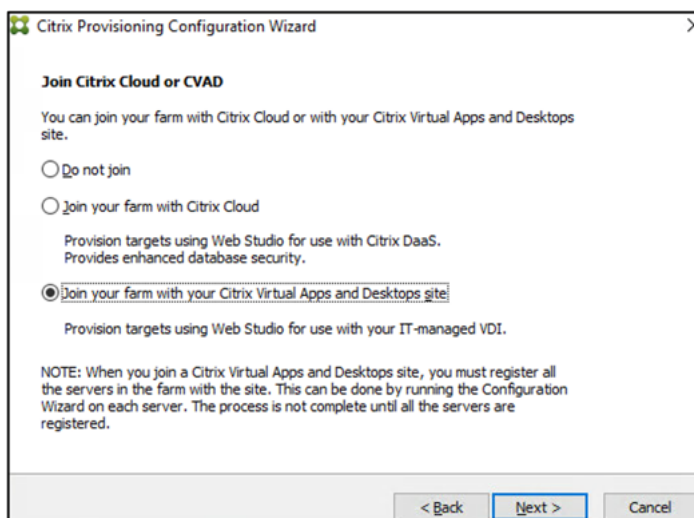 Citrix Provisioning Configuration Wizard
Join Citrix Cloud or CVAD
You can join your farm with Citrix Cloud or with your Citrix Virtual Apps and Desktops
site.
Do not join
Join your farm with Citrix Cloud
Provision targets using Web Studio for use with Citrix DaaS.
Provides enhanced database security.
Join your farm with your Citrix Virtual Apps and Desktops site
Provision targets using Web Studio for use with your IT-managed VDI.
NOTE: When you join a Citrix Virtual Apps and Desktops site, you must register all
the servers in the farm with the site. This can be done by running the Configuration
Wizard on each server. The process is not complete until all the servers are
registered.
< Back Next > Cancel